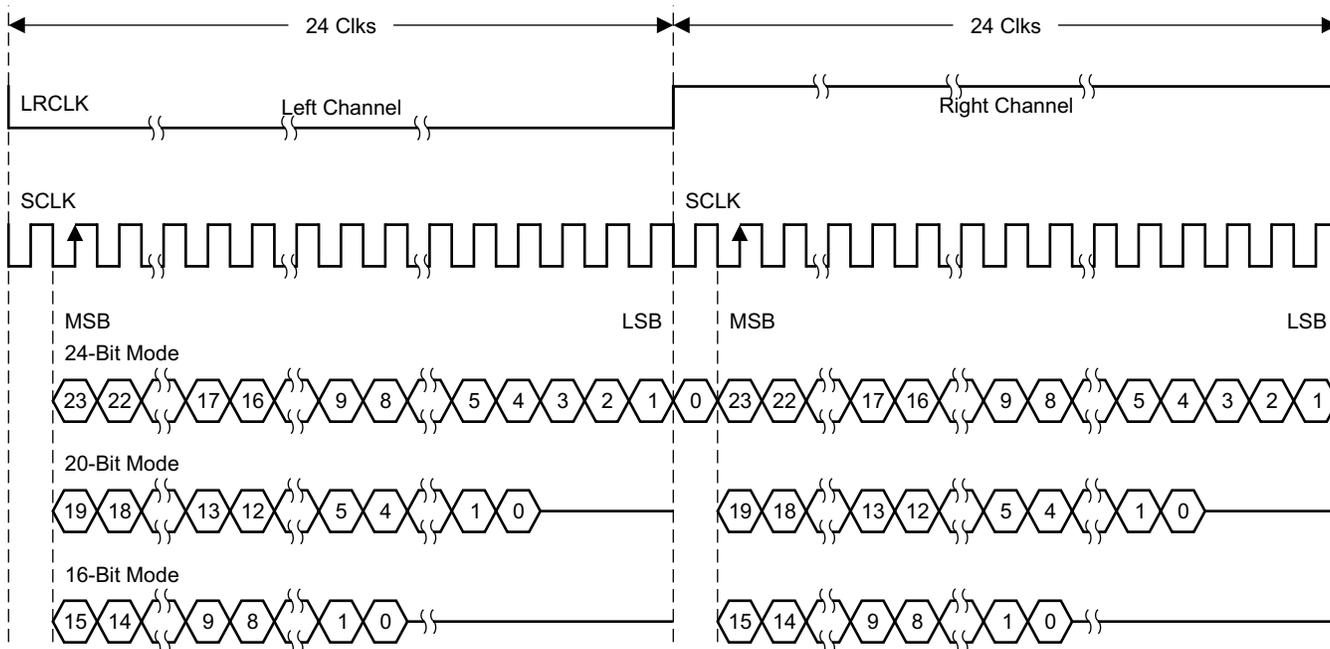 24 Clks 24 Clks
LRCLK Left Channel Right Channel
SCLK SCLK
MSB LSB MSB LSB
24-Bit Mode
23 22 17 16 9 8 5 4 3 2 1 0 23 22 17 16 9 8 5 4 3 2 1
20-Bit Mode
19 18 13 12 5 4 1 0 19 18 13 12 5 4 1 0
16-Bit Mode
15 14 9 8 1 0 15 14 9 8 1 0